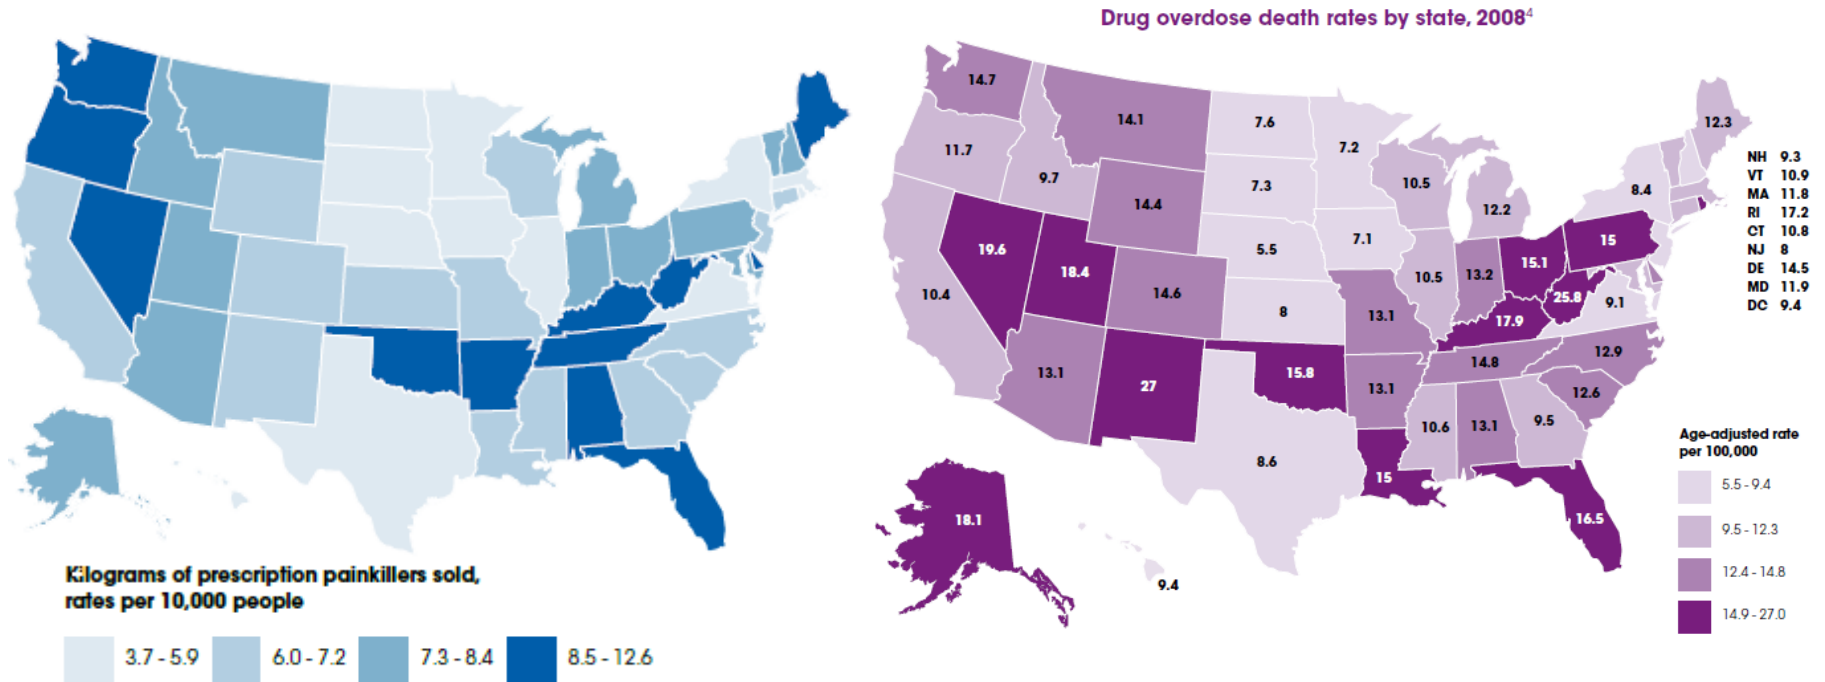 Drug overdose death rates by state, 2008⁴
14.7
14.1
7.6
7.2
12.3
11.7
9.7
7.3
10.5
8.4
NH 9.3
VT 10.9
MA 11.8
RI 17.2
CT 10.8
NJ 8
DE 14.5
MD 11.9
DC 9.4
14.4
12.2
19.6
18.4
5.5
7.1
15
10.4
14.6
10.5
13.2
15.1
25.8
9.1
8
13.1
17.9
13.1
27
15.8
13.1
14.8
12.9
12.6
10.6
13.1
9.5
8.6
15
18.1
16.5
9.4
Age-adjusted rate
per 100,000
5.5 - 9.4
9.5 - 12.3
12.4 - 14.8
14.9 - 27.0
Kilograms of prescription painkillers sold,
rates per 10,000 people
3.7 - 5.9
6.0 - 7.2
7.3 - 8.4
8.5 - 12.6